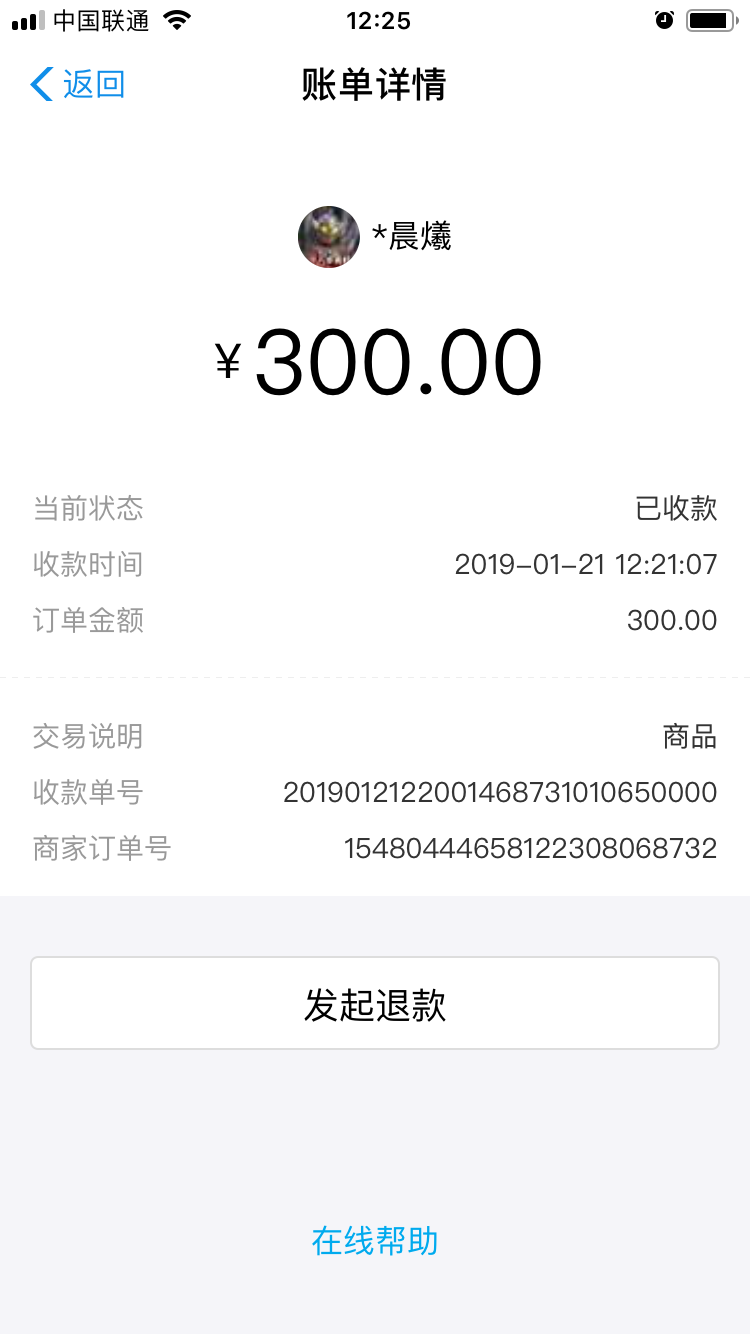 中国联通 12:25
返回 账单详情
*晨爔
¥300.00
当前状态 已收款
收款时间 2019-01-21 12:21:07
订单金额 300.00
交易说明 商品
收款单号 2019012122001468731010650000
商家订单号 15480444658122308068732
发起退款
在线帮助